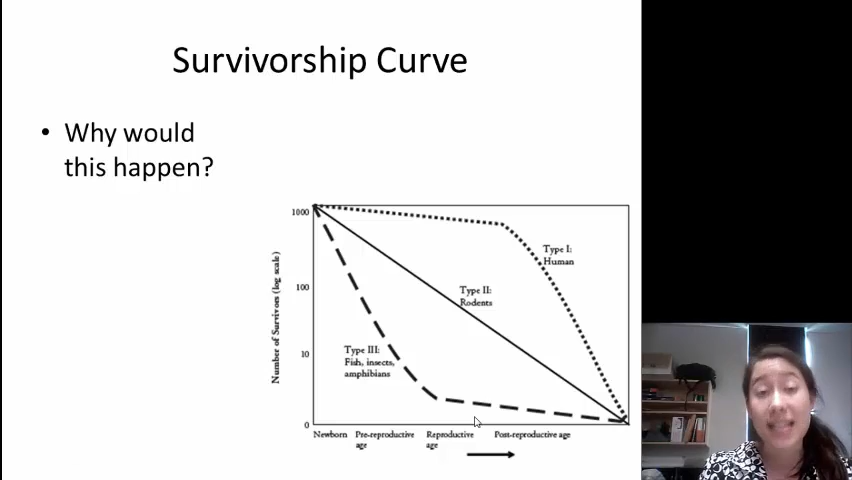 Survivorship Curve
• Why would
this happen?
1000
100
10
0
Number of Survivors (log scale)
Type I:
Human
Type II:
Rodents
Type III:
Fish, insects,
amphibians
Newborn
Pre-reproductive
age
Reproductive
age
Post-reproductive age